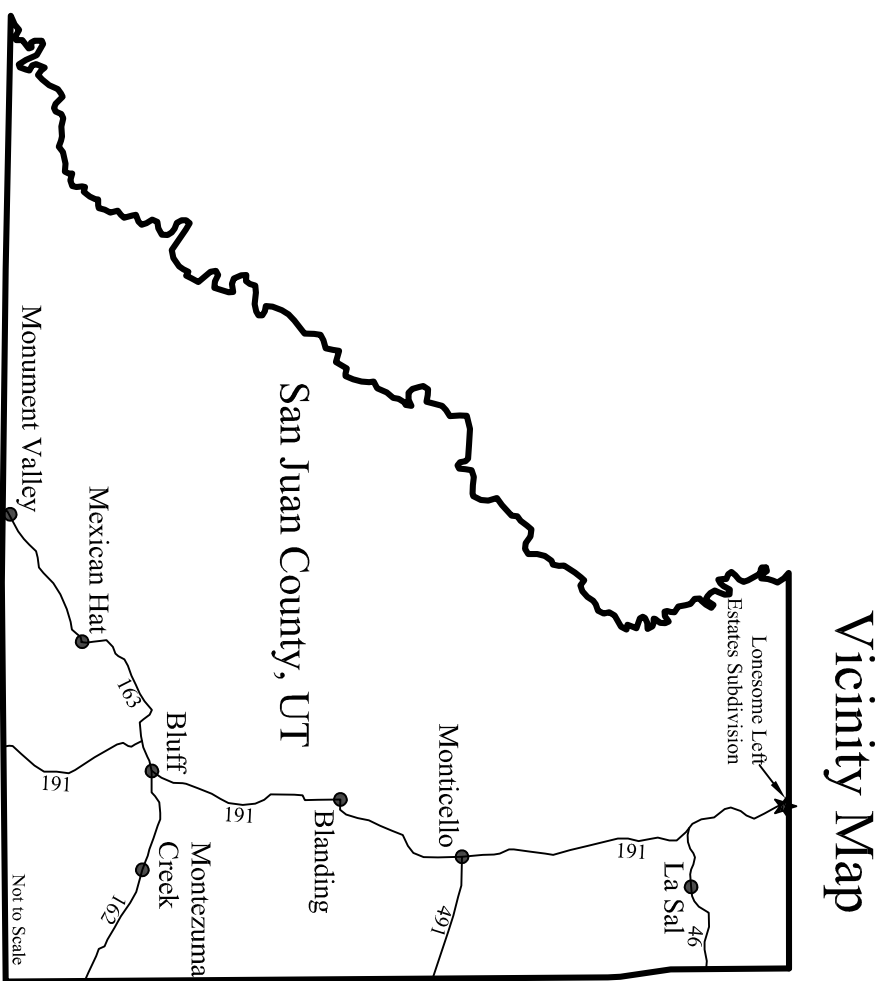 Vicinity Map
Lonesome Left
Estates Subdivision
191
La Sal
46
Monticello
491
San Juan County, UT
Blanding
191
Bluff
Montezuma
Creek
162
163
Mexican Hat
191
Monument Valley
Not to Scale